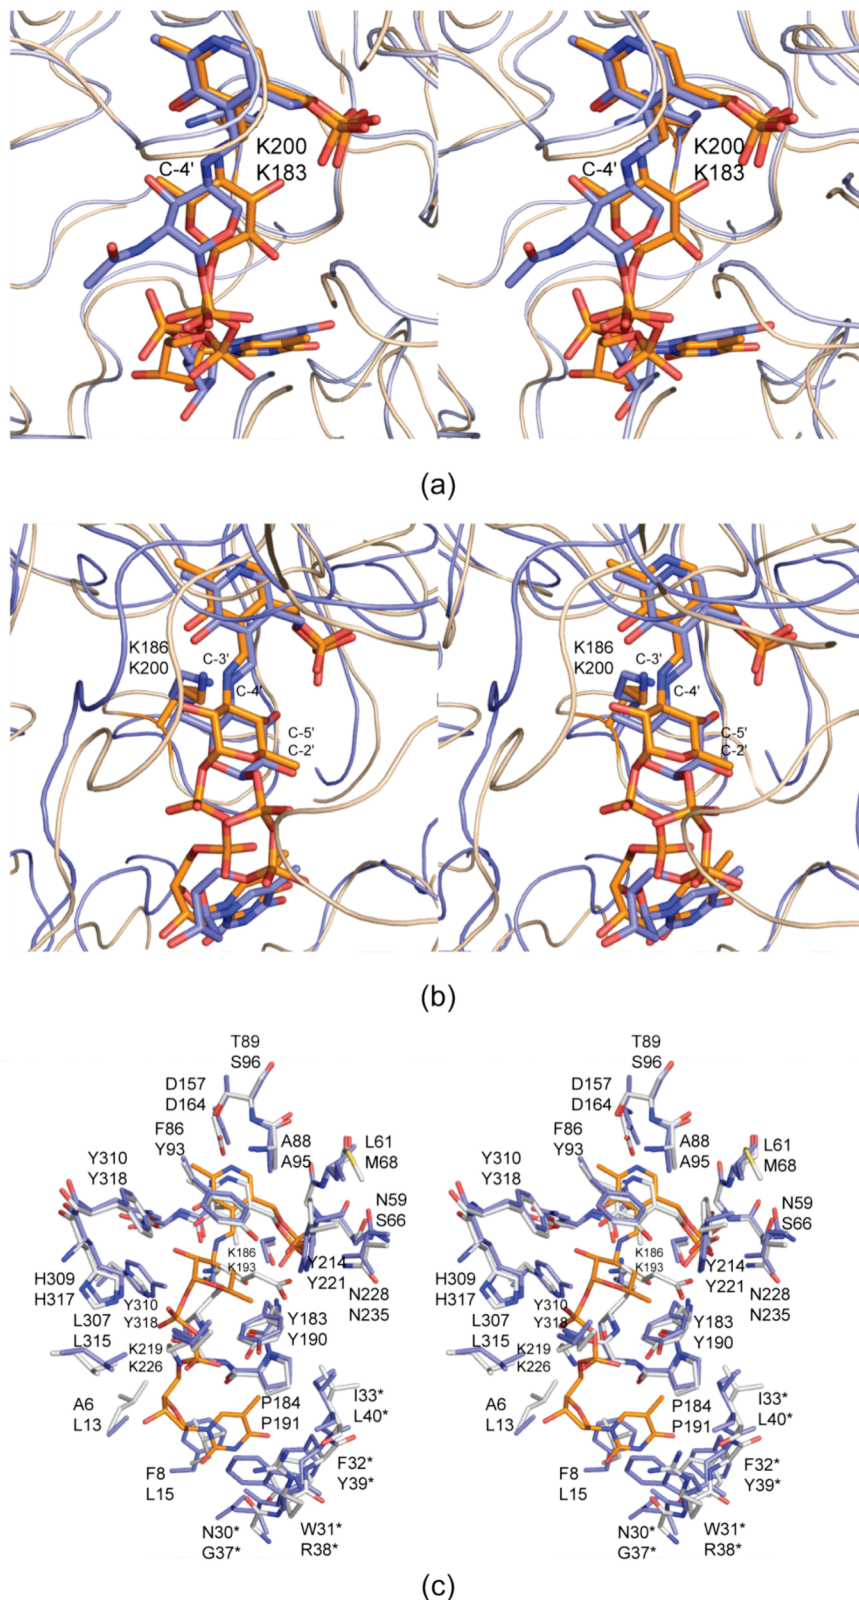 K200
K183
C-4'
K200
K183
C-4'
(a)
K186
K200
C-3'
C-4'
C-5'
C-2'
K186
K200
C-3'
C-4'
C-5'
C-2'
(b)
T89
S96
D157
D164
F86
Y93
A88
A95
L61
M68
Y310
Y318
N59
S66
K186
K193
Y214
Y221
H309
H317
Y310
Y318
N228
N235
L307
L315
Y183
Y190
K219
K226
A6
L13
P184
P191
I33*
L40*
F8
L15
F32*
Y39*
N30*
G37*
W31*
R38*
T89
S96
D157
D164
F86
Y93
A88
A95
L61
M68
Y310
Y318
N59
S66
K186
K193
Y214
Y221
H309
H317
Y310
Y318
N228
N235
L307
L315
Y183
Y190
K219
K226
A6
L13
P184
P191
I33*
L40*
F8
L15
F32*
Y39*
N30*
G37*
W31*
R38*
(c)